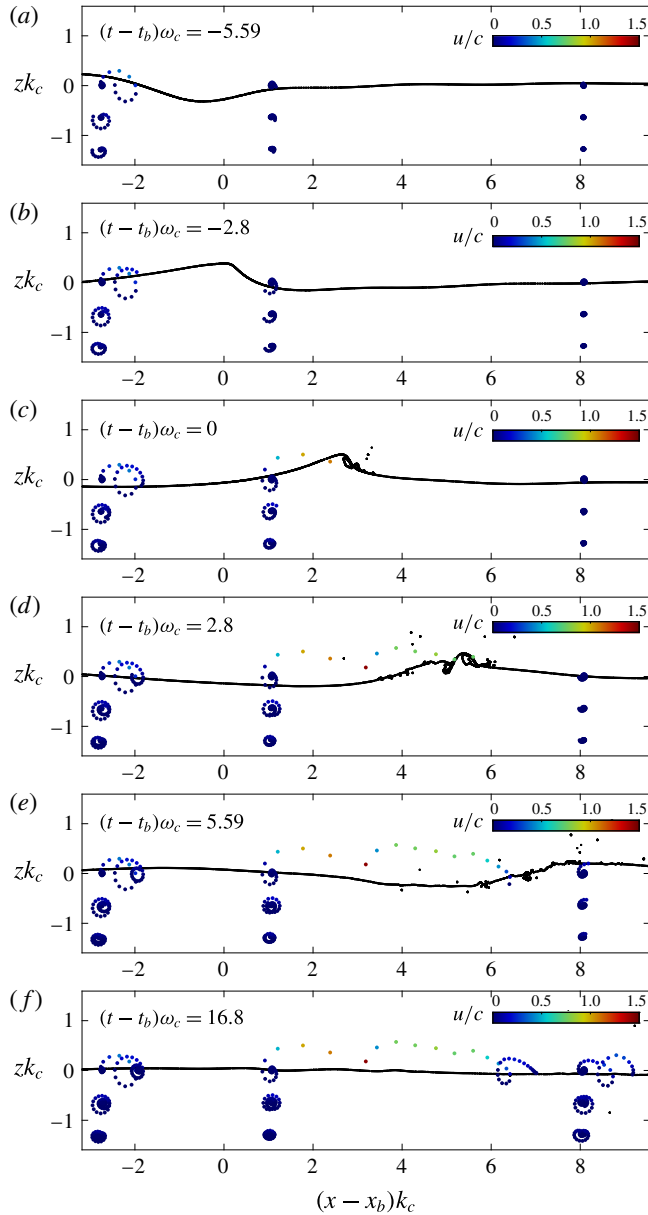 (a)
(t − t_b)ω_c = −5.59
u/c
0 0.5 1.0 1.5
zk_c
1
0
−1
−2 0 2 4 6 8
(b)
(t − t_b)ω_c = −2.8
u/c
0 0.5 1.0 1.5
zk_c
1
0
−1
−2 0 2 4 6 8
(c)
(t − t_b)ω_c = 0
u/c
0 0.5 1.0 1.5
zk_c
1
0
−1
−2 0 2 4 6 8
(d)
(t − t_b)ω_c = 2.8
u/c
0 0.5 1.0 1.5
zk_c
1
0
−1
−2 0 2 4 6 8
(e)
(t − t_b)ω_c = 5.59
u/c
0 0.5 1.0 1.5
zk_c
1
0
−1
−2 0 2 4 6 8
(f)
(t − t_b)ω_c = 16.8
u/c
0 0.5 1.0 1.5
zk_c
1
0
−1
−2 0 2 4 6 8
(x − x_b)k_c